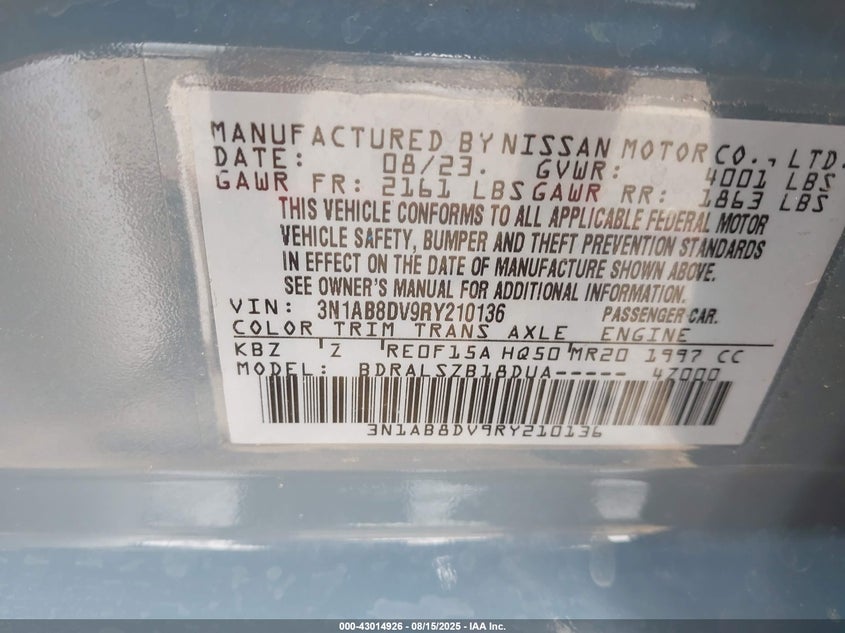 MANUFACTURED BY NISSAN MOTOR CO., LTD.
DATE: 08/23. GVWR: 4001 LBS
GAWR FR: 2161 LBS GAWR RR: 1863 LBS
THIS VEHICLE CONFORMS TO ALL APPLICABLE FEDERAL MOTOR
VEHICLE SAFETY, BUMPER AND THEFT PREVENTION STANDARDS
IN EFFECT ON THE DATE OF MANUFACTURE SHOWN ABOVE.
SEE OWNER'S MANUAL FOR ADDITIONAL INFORMATION.
VIN: 3N1AB8DV9RY210136 PASSENGER CAR.
COLOR TRIM TRANS AXLE ENGINE
KBZ Z RE0F15A HQ50 MR20 1997 CC
MODEL: BDRALSZB18DUA----- 47000
3N1AB8DV9RY210136
000-43014926 - 08/15/2025 - IAA Inc.